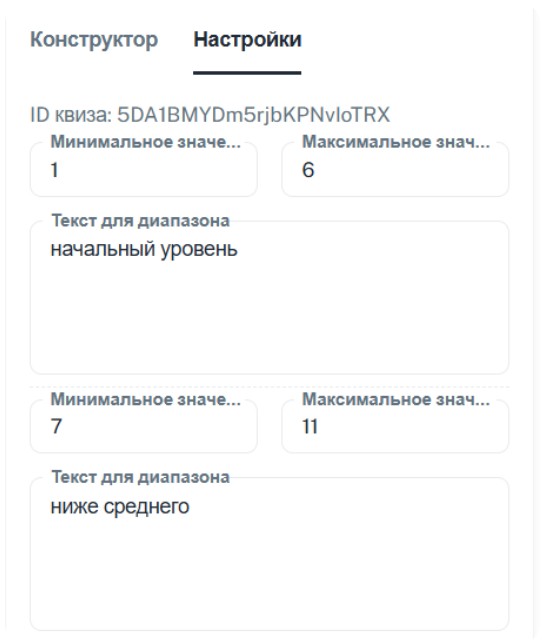 Конструктор Настройки
ID квиза: 5DA1BMYDm5rjbKPNvloTRX
Минимальное значе... Максимальное знач...
1 6
Текст для диапазона
начальный уровень
Минимальное значе... Максимальное знач...
7 11
Текст для диапазона
ниже среднего